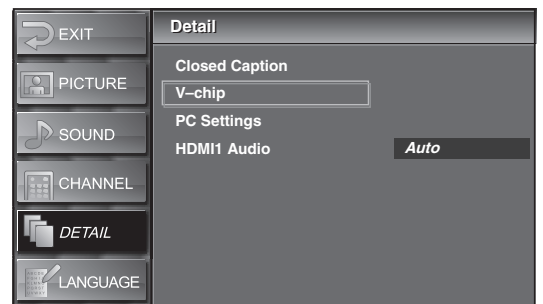 EXIT
PICTURE
SOUND
CHANNEL
DETAIL
LANGUAGE
Detail
Closed Caption
V–chip
PC Settings
HDMI1 Audio Auto